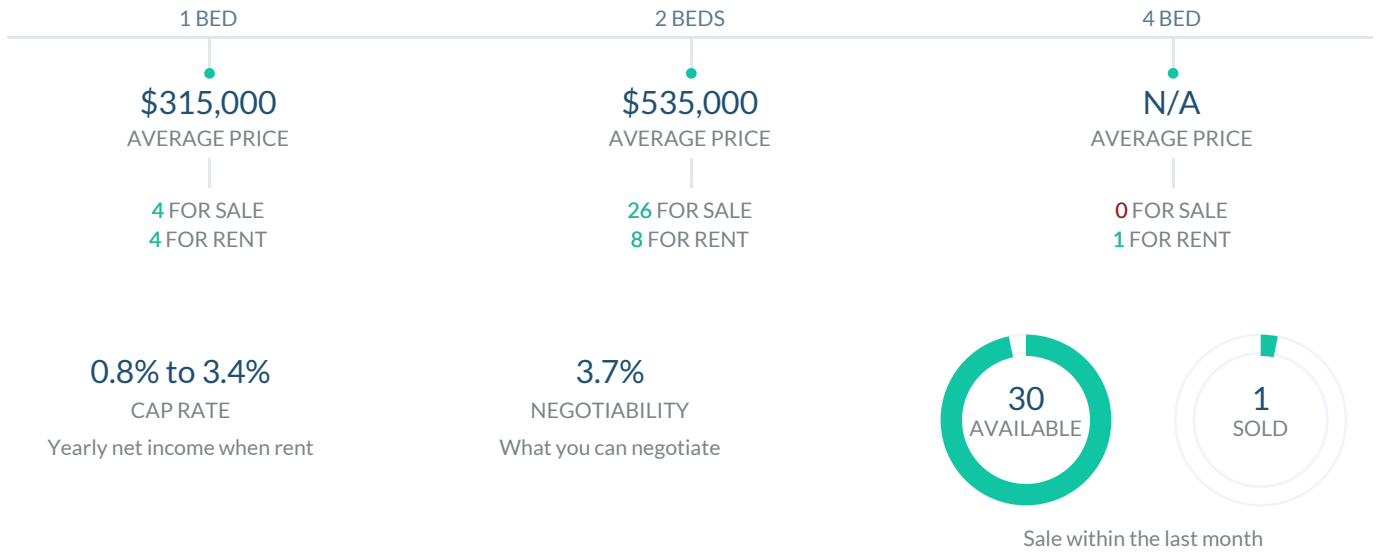 1 BED
2 BEDS
4 BED
$315,000
AVERAGE PRICE
4 FOR SALE
4 FOR RENT
$535,000
AVERAGE PRICE
26 FOR SALE
8 FOR RENT
N/A
AVERAGE PRICE
0 FOR SALE
1 FOR RENT
0.8% to 3.4%
CAP RATE
Yearly net income when rent
3.7%
NEGOTIABILITY
What you can negotiate
30
AVAILABLE
1
SOLD
Sale within the last month